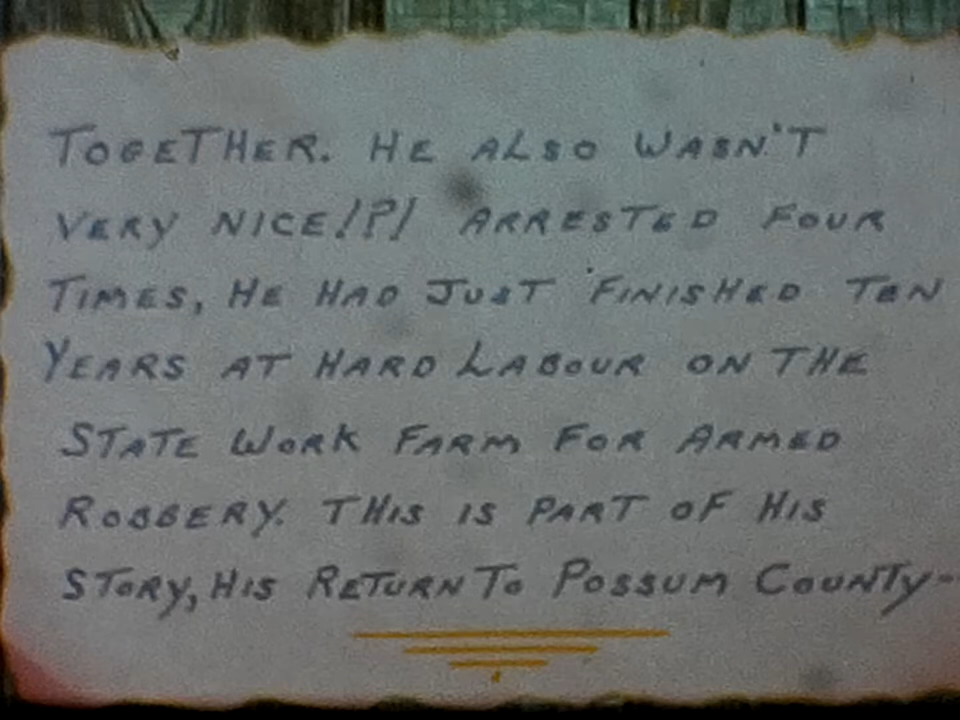 TOGETHER. HE ALSO WASN'T
VERY NICE!?! ARRESTED FOUR
TIMES, HE HAD JUST FINISHED TEN
YEARS AT HARD LABOUR ON THE
STATE WORK FARM FOR ARMED
ROBBERY. THIS IS PART OF HIS
STORY, HIS RETURN TO POSSUM COUNTY--